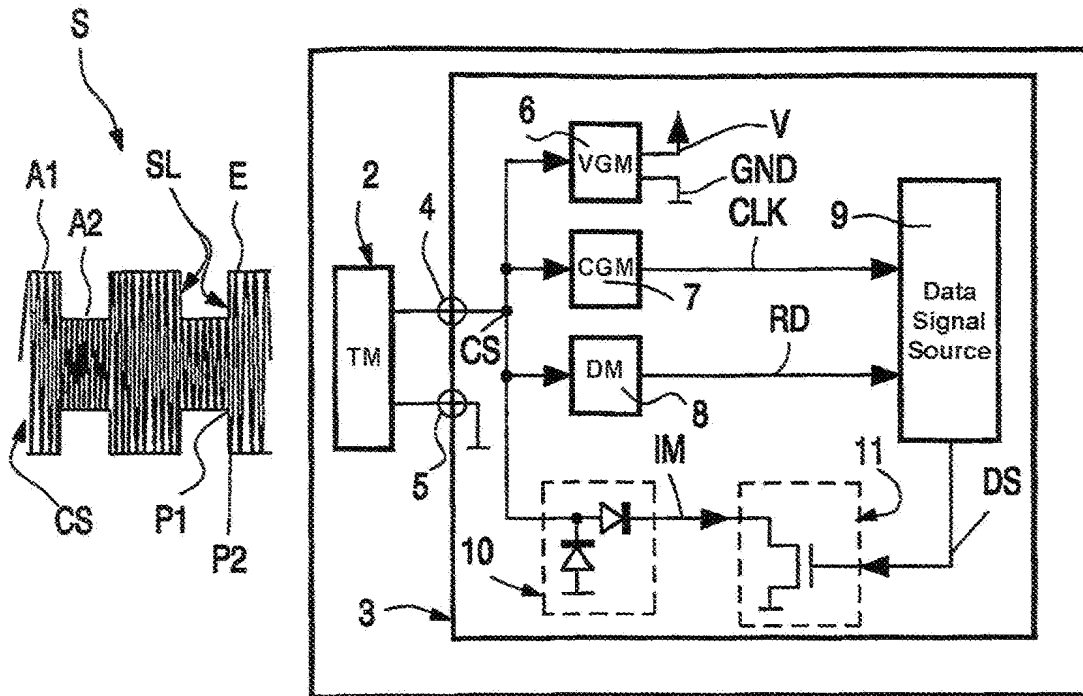 S
A1
A2
SL
E
CS
P1
P2
2
TM
4
5
3
CS
6
VGM
V
GND
CGM
7
CLK
DM
8
RD
9
Data
Signal
Source
10
IM
11
DS